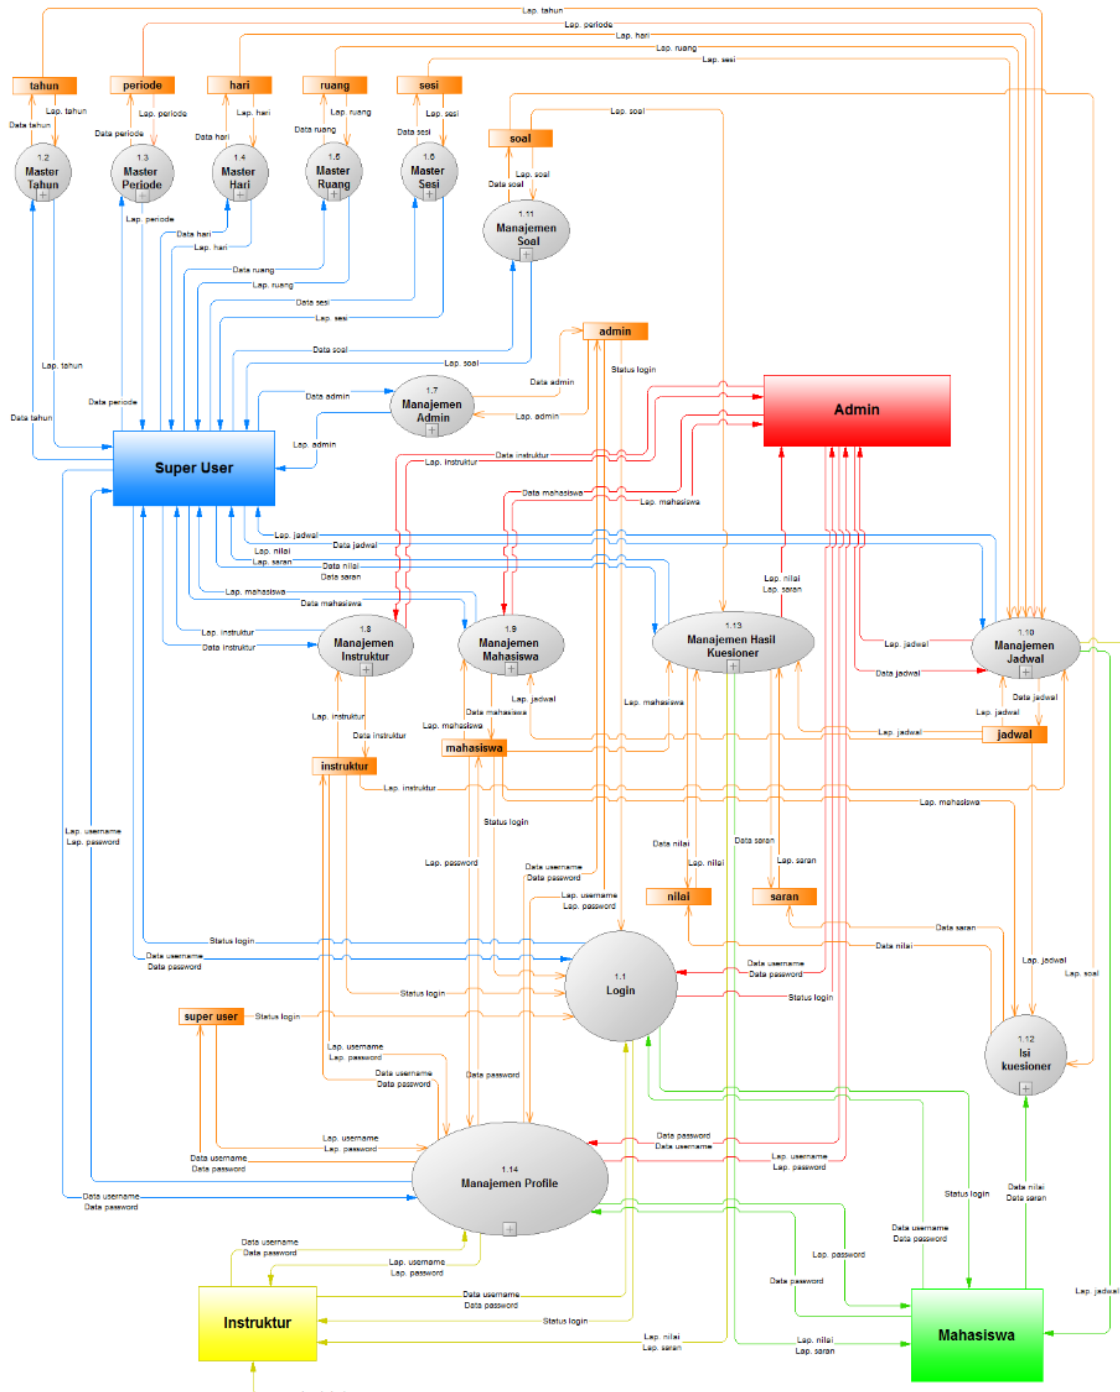 Lap. tahun
Lap. periode
Lap. hari
Lap. ruang
Lap. sesi
tahun
periode
hari
ruang
sesi
Lap. tahun
Data tahun
Lap. periode
Data periode
Lap. hari
Data hari
Lap. ruang
Data ruang
Lap. sesi
Data sesi
Lap. soal
soal
Lap. soal
Data soal
1.2
Master
Tahun
1.3
Master
Periode
1.4
Master
Hari
1.5
Master
Ruang
1.6
Master
Sesi
1.11
Manajemen
Soal
Lap. periode
Data hari
Lap. hari
Data ruang
Lap. ruang
Data sesi
Lap. sesi
Data soal
Lap. soal
Lap. tahun
Data tahun
Data periode
admin
Status login
Data admin
Lap. admin
1.7
Manajemen
Admin
Data admin
Lap. admin
Admin
Super User
Data instruktur
Lap. instruktur
Data mahasiswa
Lap. mahasiswa
Lap. jadwal
Data jadwal
Lap. nilai
Lap. saran
Data nilai
Data saran
Lap. mahasiswa
Data mahasiswa
Lap. instruktur
Data instruktur
Lap. nilai
Lap. saran
1.8
Manajemen
Instruktur
1.9
Manajemen
Mahasiswa
1.13
Manajemen Hasil
Kuesioner
1.10
Manajemen
Jadwal
Lap. jadwal
Data jadwal
Lap. instruktur
Data instruktur
Lap. mahasiswa
Data mahasiswa
Lap. jadwal
Lap. mahasiswa
Lap. jadwal
Data jadwal
Lap. jadwal
instruktur
mahasiswa
jadwal
Lap. instruktur
Lap. mahasiswa
Lap. username
Lap. password
Status login
Lap. password
Data username
Data password
Lap. username
Lap. password
Data nilai
Lap. nilai
Data saran
Lap. saran
nilai
saran
Data saran
Data nilai
Status login
Data username
Data password
1.1
Login
Data username
Data password
Status login
Lap. jadwal
Lap. soal
Status login
super user
Status login
1.12
Isi
kuesioner
Lap. username
Lap. password
Data username
Data password
Data password
Lap. username
Lap. password
Data username
Data password
Data password
Data username
Lap. username
Lap. password
1.14
Manajemen Profile
Data username
Data password
Data nilai
Data saran
Status login
Data username
Data password
Data username
Data password
Lap. username
Lap. password
Lap. password
Data password
Data username
Data password
Status login
Lap. nilai
Lap. saran
Lap. nilai
Lap. saran
Lap. jadwal
Instruktur
Mahasiswa